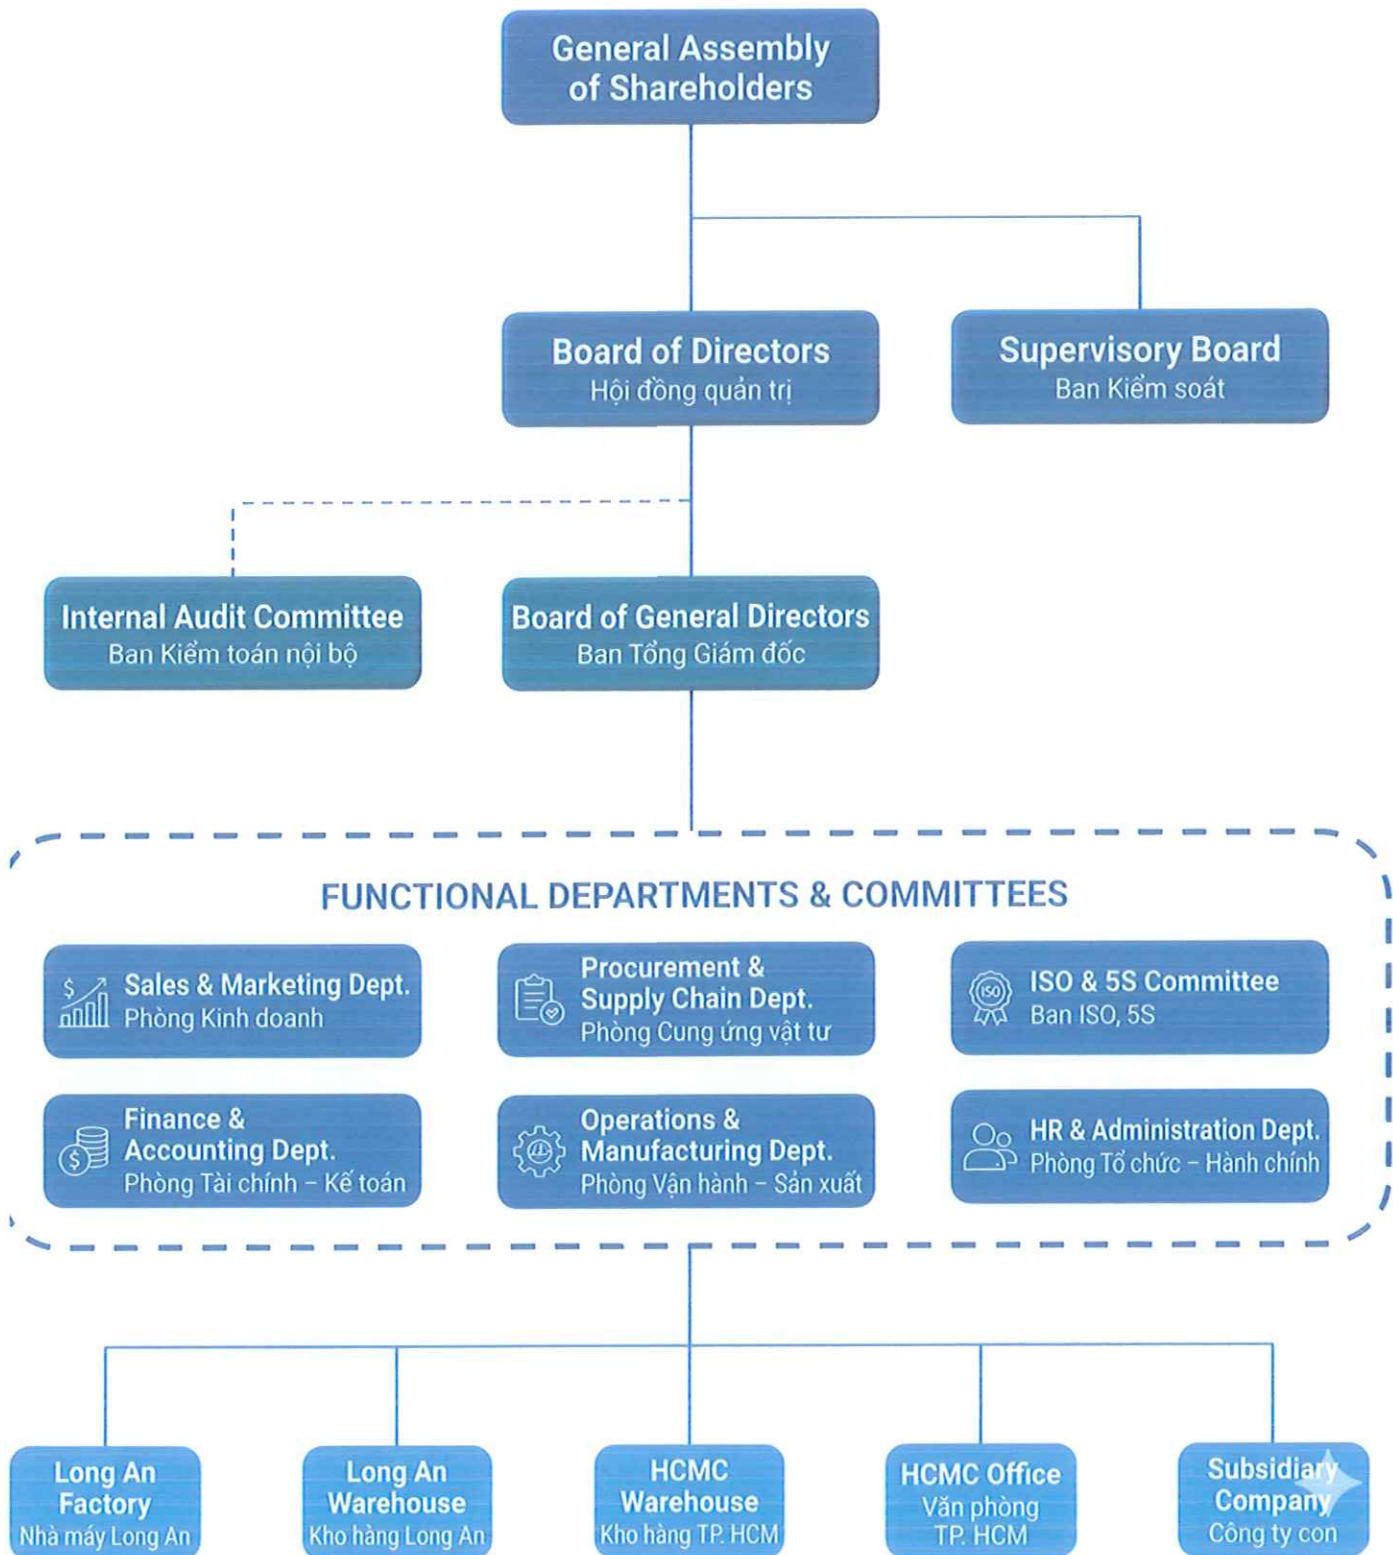 General Assembly
of Shareholders
Board of Directors
Hội đồng quản trị
Supervisory Board
Ban Kiểm soát
Internal Audit Committee
Ban Kiểm toán nội bộ
Board of General Directors
Ban Tổng Giám đốc
FUNCTIONAL DEPARTMENTS & COMMITTEES
$
Sales & Marketing Dept.
Phòng Kinh doanh
Procurement &
Supply Chain Dept.
Phòng Cung ứng vật tư
ISO
ISO & 5S Committee
Ban ISO, 5S
$
Finance &
Accounting Dept.
Phòng Tài chính – Kế toán
Operations &
Manufacturing Dept.
Phòng Vận hành – Sản xuất
HR & Administration Dept.
Phòng Tổ chức – Hành chính
Long An
Factory
Nhà máy Long An
Long An
Warehouse
Kho hàng Long An
HCMC
Warehouse
Kho hàng TP. HCM
HCMC Office
Văn phòng
TP. HCM
Subsidiary
Company
Công ty con